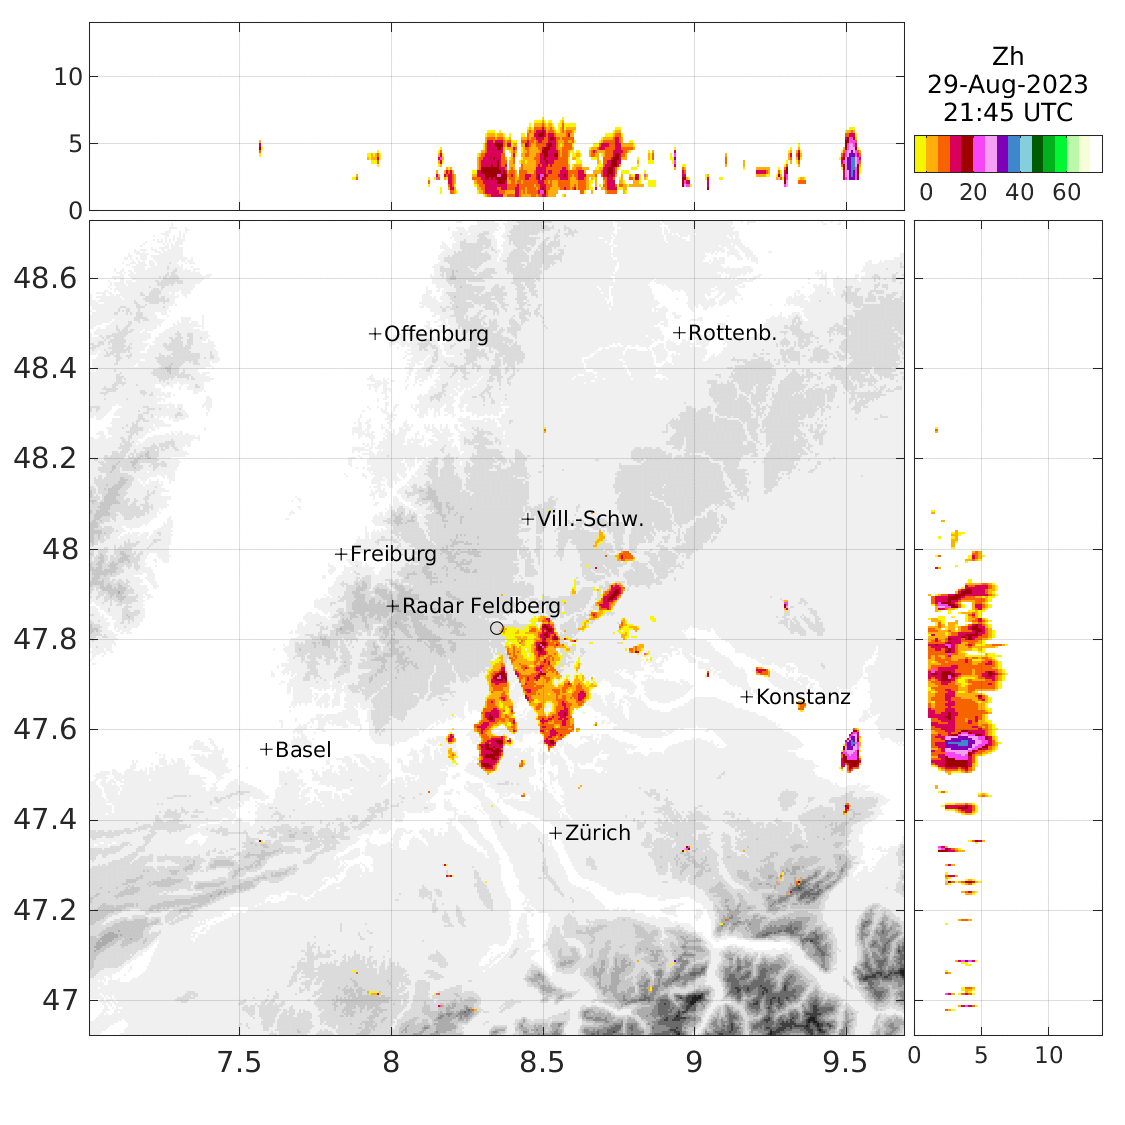 10
5
0
Zh
29-Aug-2023
21:45 UTC
0 20 40 60
48.6
48.4
48.2
48
47.8
47.6
47.4
47.2
47
Offenburg
Rottenb.
Vill.-Schw.
Freiburg
Radar Feldberg
Konstanz
Basel
Zürich
7.5 8 8.5 9 9.5
0 5 10